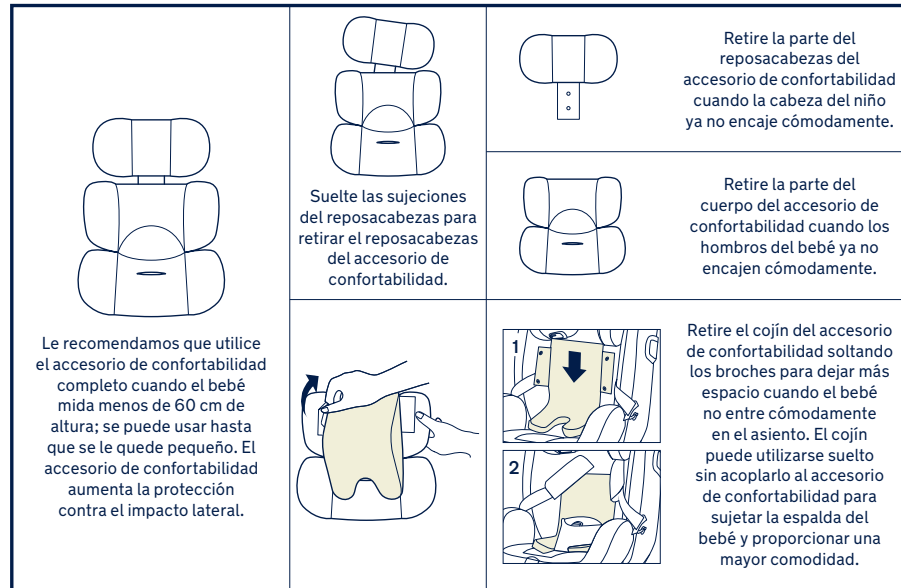 Le recomendamos que utilice
el accesorio de confortabilidad
completo cuando el bebé
mida menos de 60 cm de
altura; se puede usar hasta
que se le quede pequeño. El
accesorio de confortabilidad
aumenta la protección
contra el impacto lateral.
Suelte las sujeciones
del reposacabezas para
retirar el reposacabezas
del accesorio de
confortabilidad.
Retire la parte del
reposacabezas del
accesorio de confortabilidad
cuando la cabeza del niño
ya no encaje cómodamente.
Retire la parte del
cuerpo del accesorio de
confortabilidad cuando los
hombros del bebé ya no
encajen cómodamente.
1
2
Retire el cojín del accesorio
de confortabilidad soltando
los broches para dejar más
espacio cuando el bebé
no entre cómodamente
en el asiento. El cojín
puede utilizarse suelto
sin acoplarlo al accesorio
de confortabilidad para
sujetar la espalda del
bebé y proporcionar una
mayor comodidad.